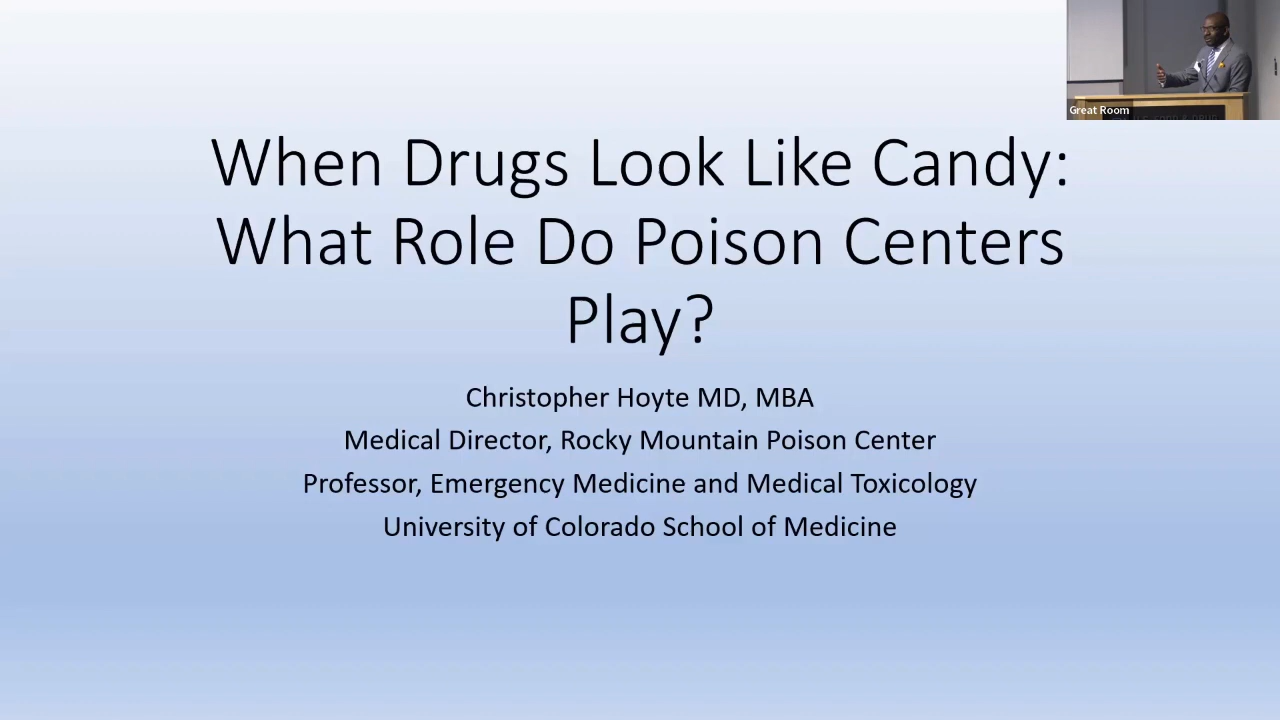 Great Room
When Drugs Look Like Candy:
What Role Do Poison Centers
Play?
Christopher Hoyte MD, MBA
Medical Director, Rocky Mountain Poison Center
Professor, Emergency Medicine and Medical Toxicology
University of Colorado School of Medicine